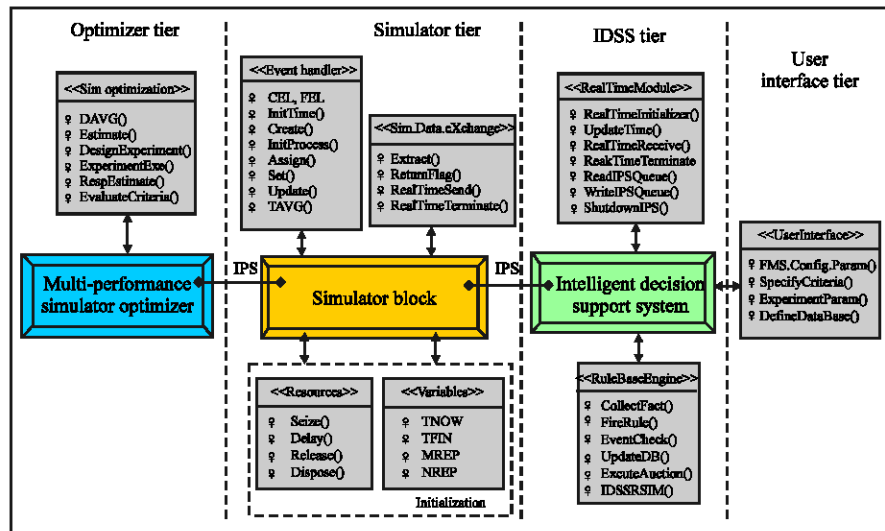 Optimizer tier
Simulator tier
IDSS tier
User
interface tier
<<Sim optimization>>
DAVG()
Estimate()
DesignExperiment()
ExperimentExe()
RespEstimate()
EvaluateCriteria()
<<Event handler>>
CEL, FEL
InitTime()
Create()
InitProcess()
Assign()
Set()
Update()
TAVG()
<<Sim.Data.eXchange>>
Extract()
ReturnFlag()
RealTimeSend()
RealTimeTerminate()
<<RealTimeModule>>
RealTimeInitializer()
UpdateTime()
RealTimeReceive()
ReakTimeTerminate
ReadIPSQueue()
WriteIPSQueue()
ShutdownIPS()
<<UserInterface>>
FMS.Config.Param()
SpecifyCriteria()
ExperimentParam()
DefineDataBase()
Multi-performance
simulator optimizer
IPS
Simulator block
IPS
Intelligent decision
support system
<<Resources>>
Seize()
Delay()
Release()
Dispose()
<<Variables>>
TNOW
TFIN
MREP
NREP
Initialization
<<RuleBaseEngine>>
CollectFact()
FireRule()
EventCheck()
UpdateDB()
ExcuteAuction()
IDSSRSIM()